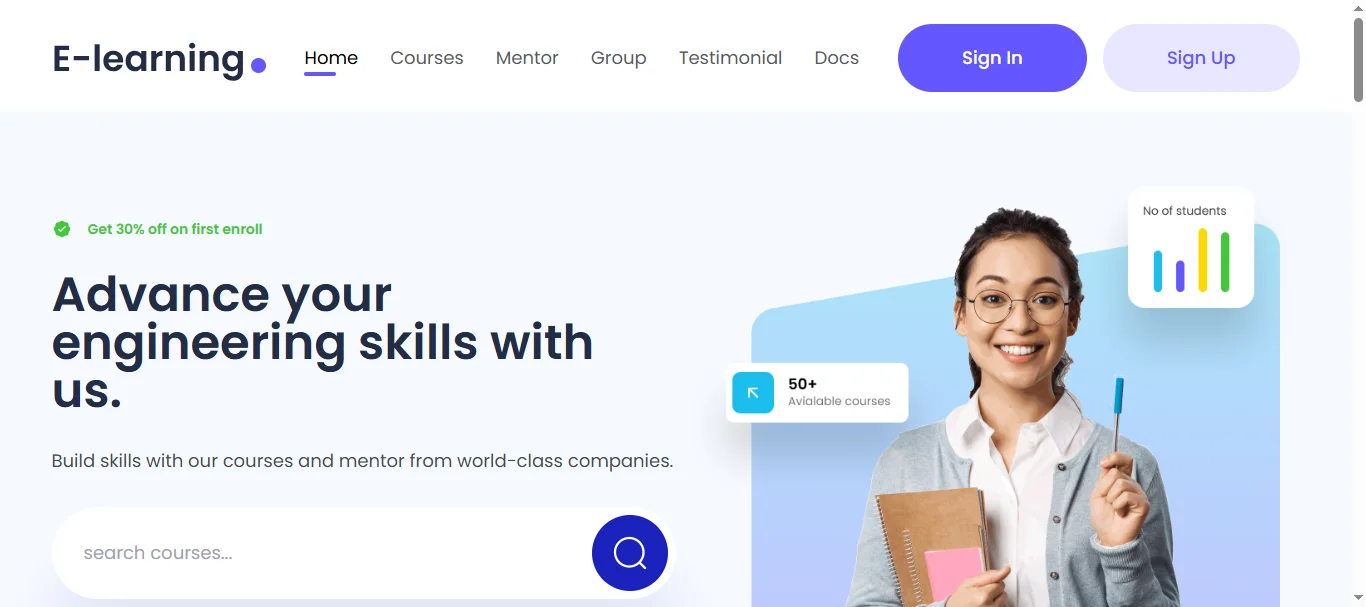 E-learning
Home
Courses
Mentor
Group
Testimonial
Docs
Sign In
Sign Up
Get 30% off on first enroll
Advance your
engineering skills with
us.
Build skills with our courses and mentor from world-class companies.
search courses...
No of students
50+
Avialable courses